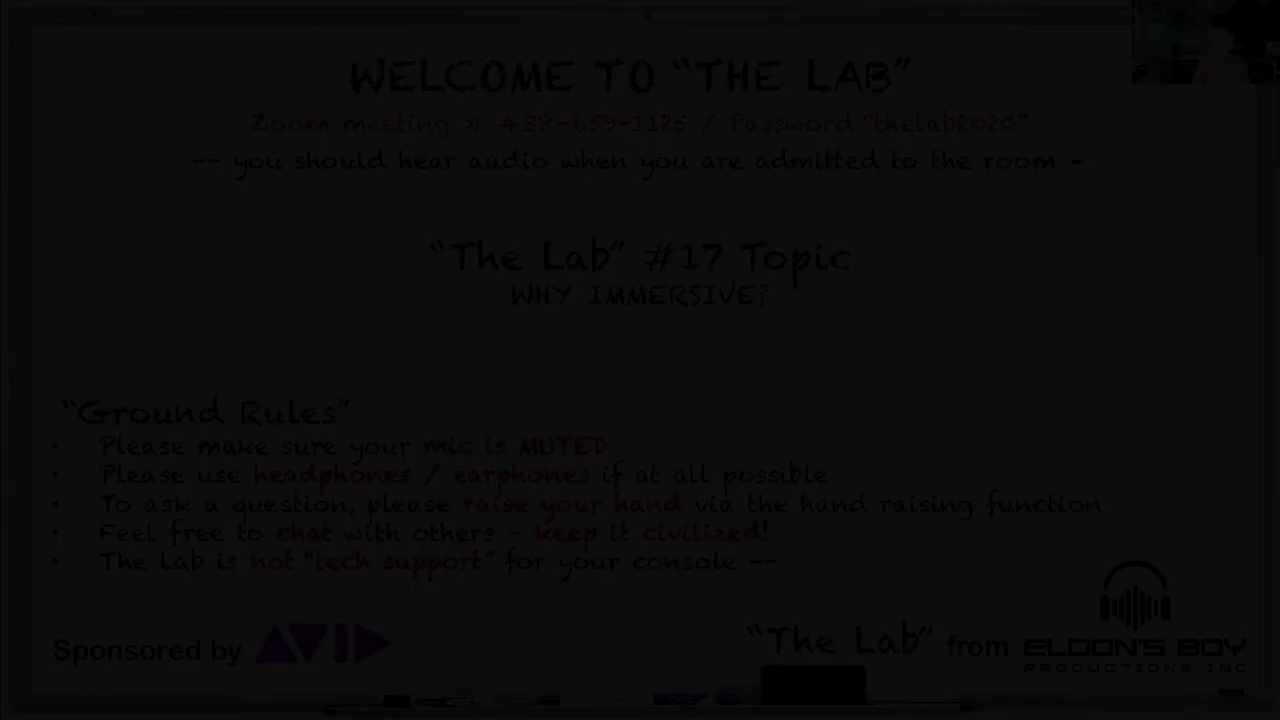 WELCOME TO “THE LAB”
Zoom meeting # 438-659-1185 / Password “thelab2020”
-- you should hear audio when you are admitted to the room -
“The Lab” #17 Topic
WHY IMMERSIVE?
“Ground Rules”
• Please make sure your mic is MUTED
• Please use headphones / earphones if at all possible
• To ask a question, please raise your hand via the hand raising function
• Feel free to chat with others - keep it civilized!
• The Lab is not “tech support” for your console --
Sponsored by AVID
“The Lab” from ELDON'S BOY
PRODUCTIONS INC